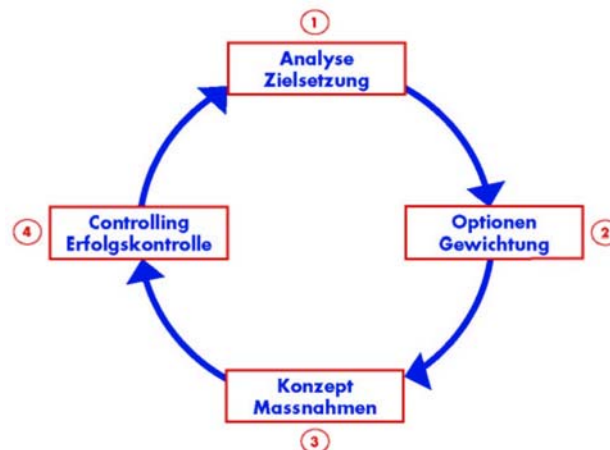 1
Analyse
Zielsetzung
4
Controlling
Erfolgskontrolle
Optionen
Gewichtung
2
Konzept
Massnahmen
3